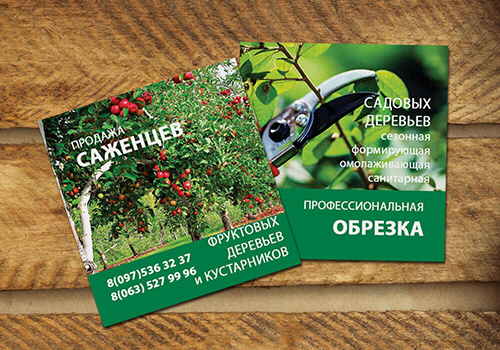 ПРОДАЖА
САЖЕНЦЕВ
8(097)536 32 37
8(063) 527 99 96
ФРУКТОВЫХ
ДЕРЕВЬЕВ
И КУСТАРНИКОВ
САДОВЫХ
ДЕРЕВЬЕВ
сезонная
формирующая
омолаживающая
санитарная
ПРОФЕССИОНАЛЬНАЯ
ОБРЕЗКА